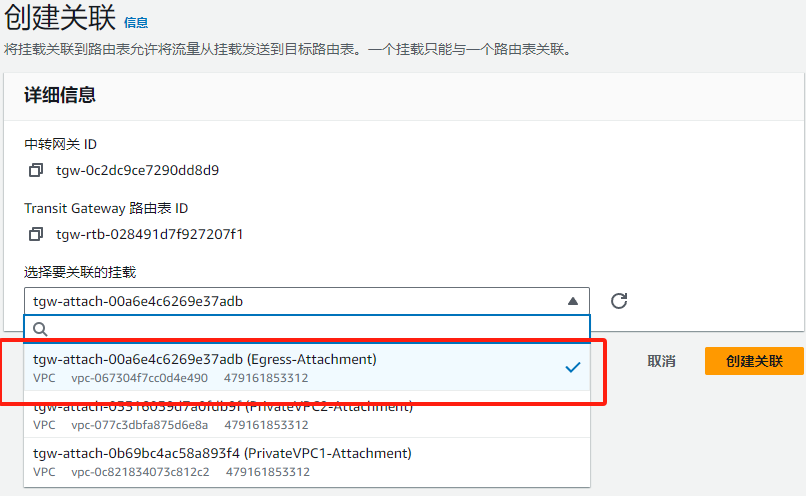 创建关联 信息
将挂载关联到路由表允许将流量从挂载发送到目标路由表。一个挂载只能与一个路由表关联。
详细信息
中转网关 ID
tgw-0c2dc9ce7290dd8d9
Transit Gateway 路由表 ID
tgw-rtb-028491d7f927207f1
选择要关联的挂载
tgw-attach-00a6e4c6269e37adb
tgw-attach-00a6e4c6269e37adb (Egress-Attachment)
VPC vpc-067304f7cc0d4e490 479161853312
取消 创建关联
tgw-attach-03516039d7a0fdb9f (PrivateVPC2-Attachment)
VPC vpc-077c3dbfa875d6e8a 479161853312
tgw-attach-0b69bc4ac58a893f4 (PrivateVPC1-Attachment)
VPC vpc-0c821834073c812c2 479161853312